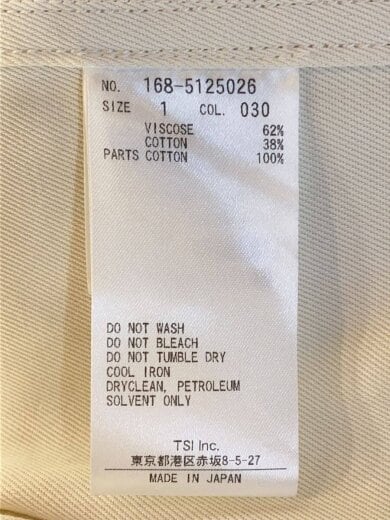 NO. 168-5125026
SIZE 1 COL. 030
VISCOSE 62%
COTTON 38%
PARTS COTTON 100%
DO NOT WASH
DO NOT BLEACH
DO NOT TUMBLE DRY
COOL IRON
DRYCLEAN, PETROLEUM
SOLVENT ONLY
TSI Inc.
東京都港区赤坂8-5-27
MADE IN JAPAN